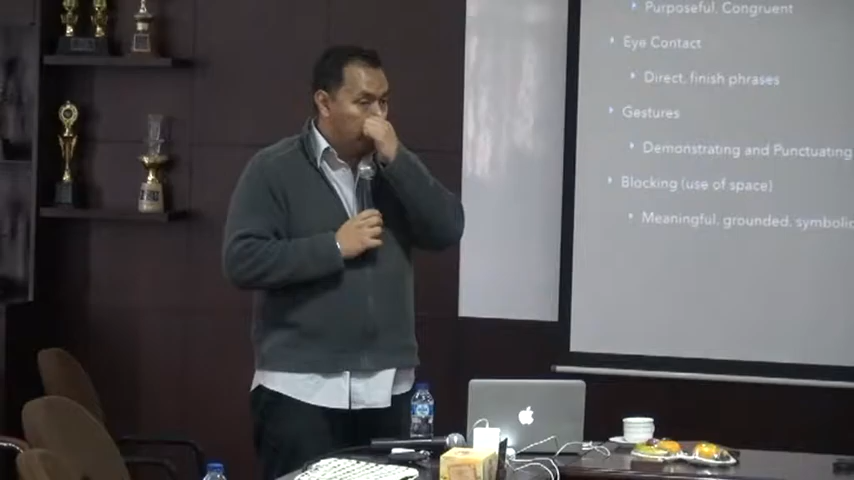 Purposeful, Congruent
Eye Contact
Direct, finish phrases
Gestures
Demonstrating and Punctuating
Blocking (use of space)
Meaningful, grounded, symbolic